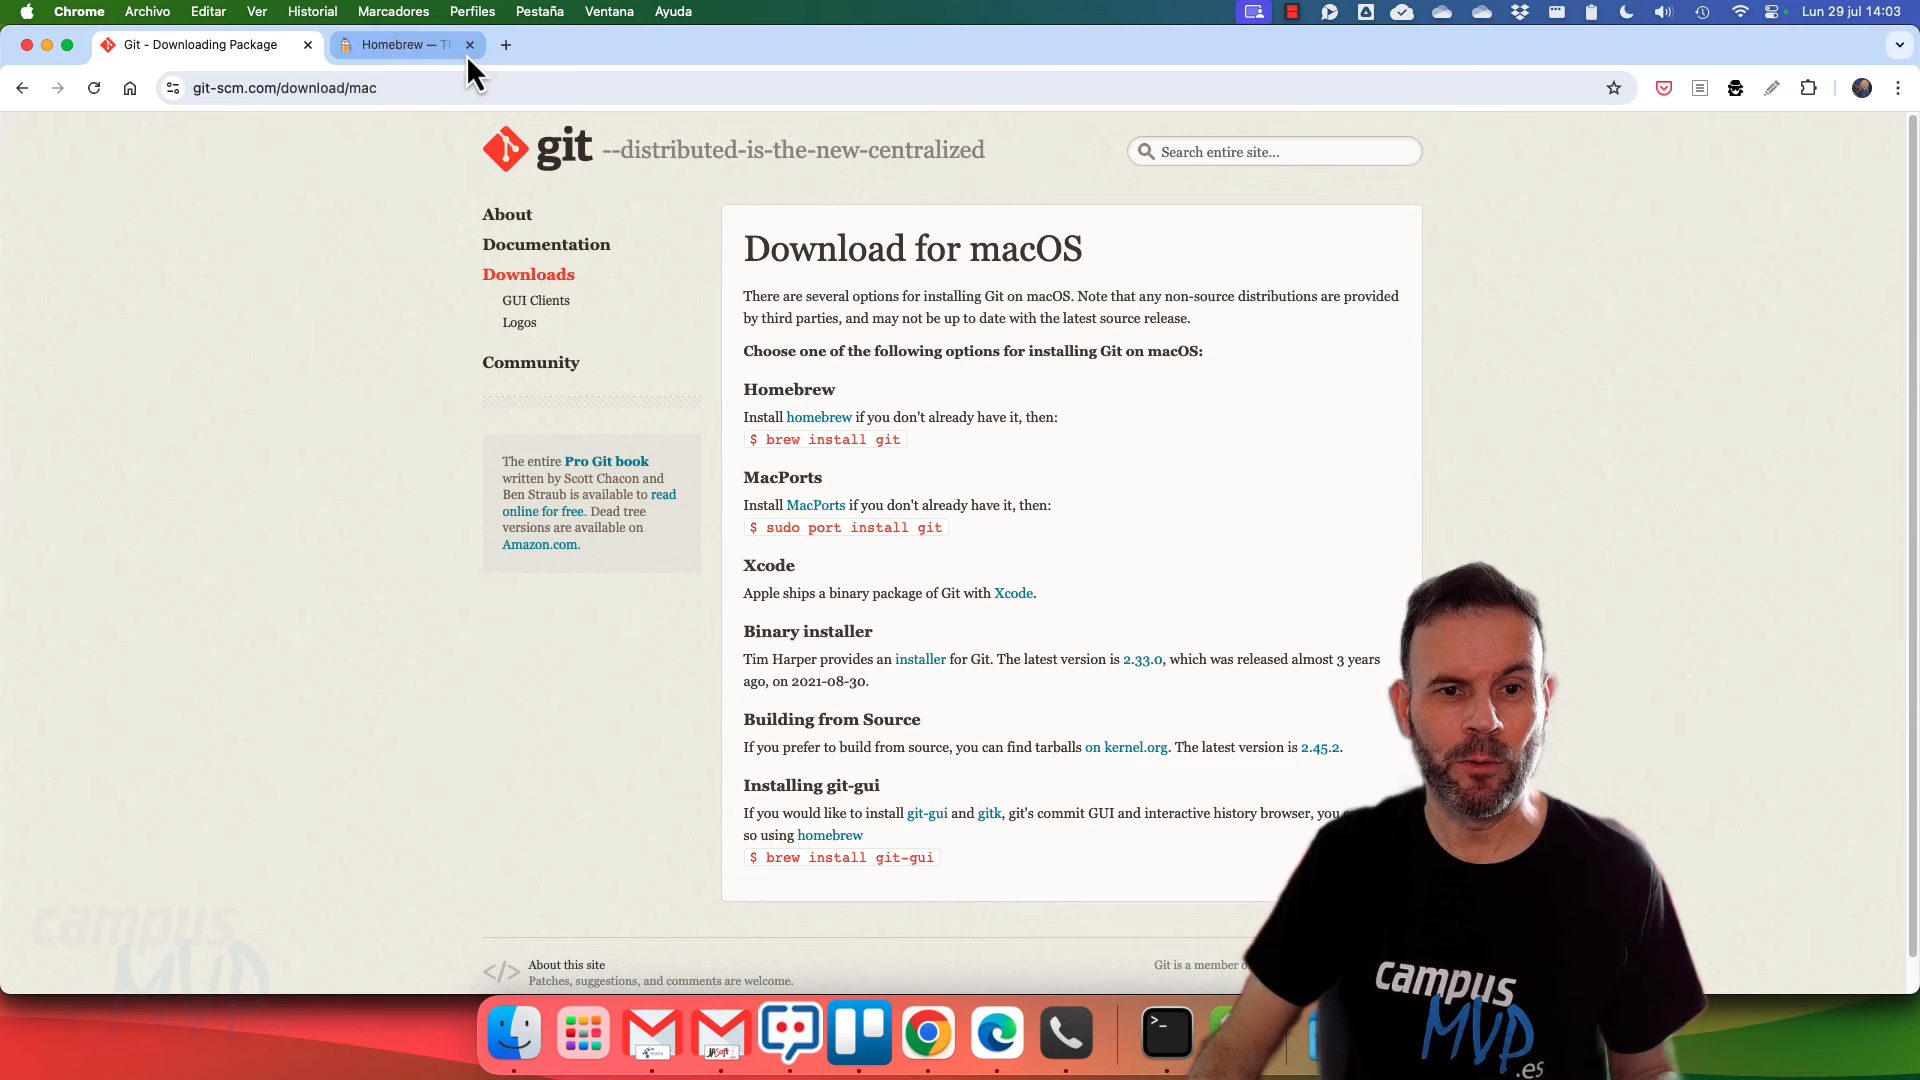 Chrome Archivo Editar Ver Historial Marcadores Perfiles Pestaña Ventana Ayuda Lun 29 jul 14:03
Git - Downloading Package Homebrew —
git-scm.com/download/mac
git --distributed-is-the-new-centralized
Search entire site...
About
Documentation
Downloads
GUI Clients
Logos
Community
The entire Pro Git book
written by Scott Chacon and
Ben Straub is available to read
online for free. Dead tree
versions are available on
Amazon.com.
Download for macOS
There are several options for installing Git on macOS. Note that any non-source distributions are provided
by third parties, and may not be up to date with the latest source release.
Choose one of the following options for installing Git on macOS:
Homebrew
Install homebrew if you don't already have it, then:
$ brew install git
MacPorts
Install MacPorts if you don't already have it, then:
$ sudo port install git
Xcode
Apple ships a binary package of Git with Xcode.
Binary installer
Tim Harper provides an installer for Git. The latest version is 2.33.0, which was released almost 3 years
ago, on 2021-08-30.
Building from Source
If you prefer to build from source, you can find tarballs on kernel.org. The latest version is 2.45.2.
Installing git-gui
If you would like to install git-gui and gitk, git's commit GUI and interactive history browser, you
so using homebrew
$ brew install git-gui
About this site
Patches, suggestions, and comments are welcome.
Git is a member
campus
MVP
campus
MVP
.es